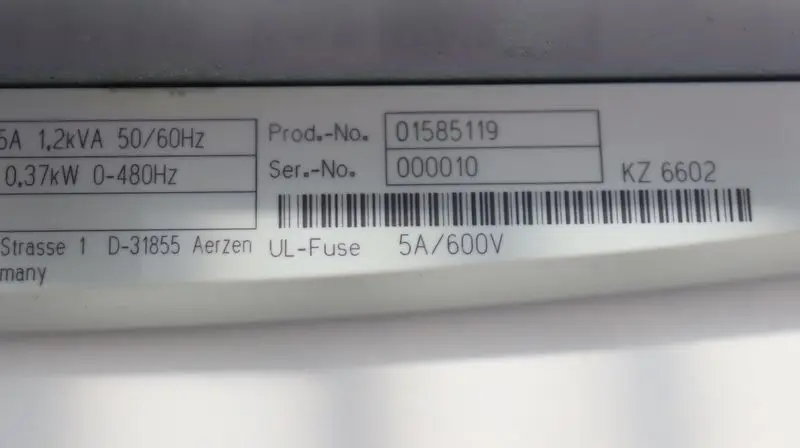 5A 1,2kVA 50/60Hz Prod.-No. 01585119
0,37kW 0-480Hz Ser.-No. 000010 KZ 6602
Strasse 1 D-31855 Aerzen UL-Fuse 5A/600V
many